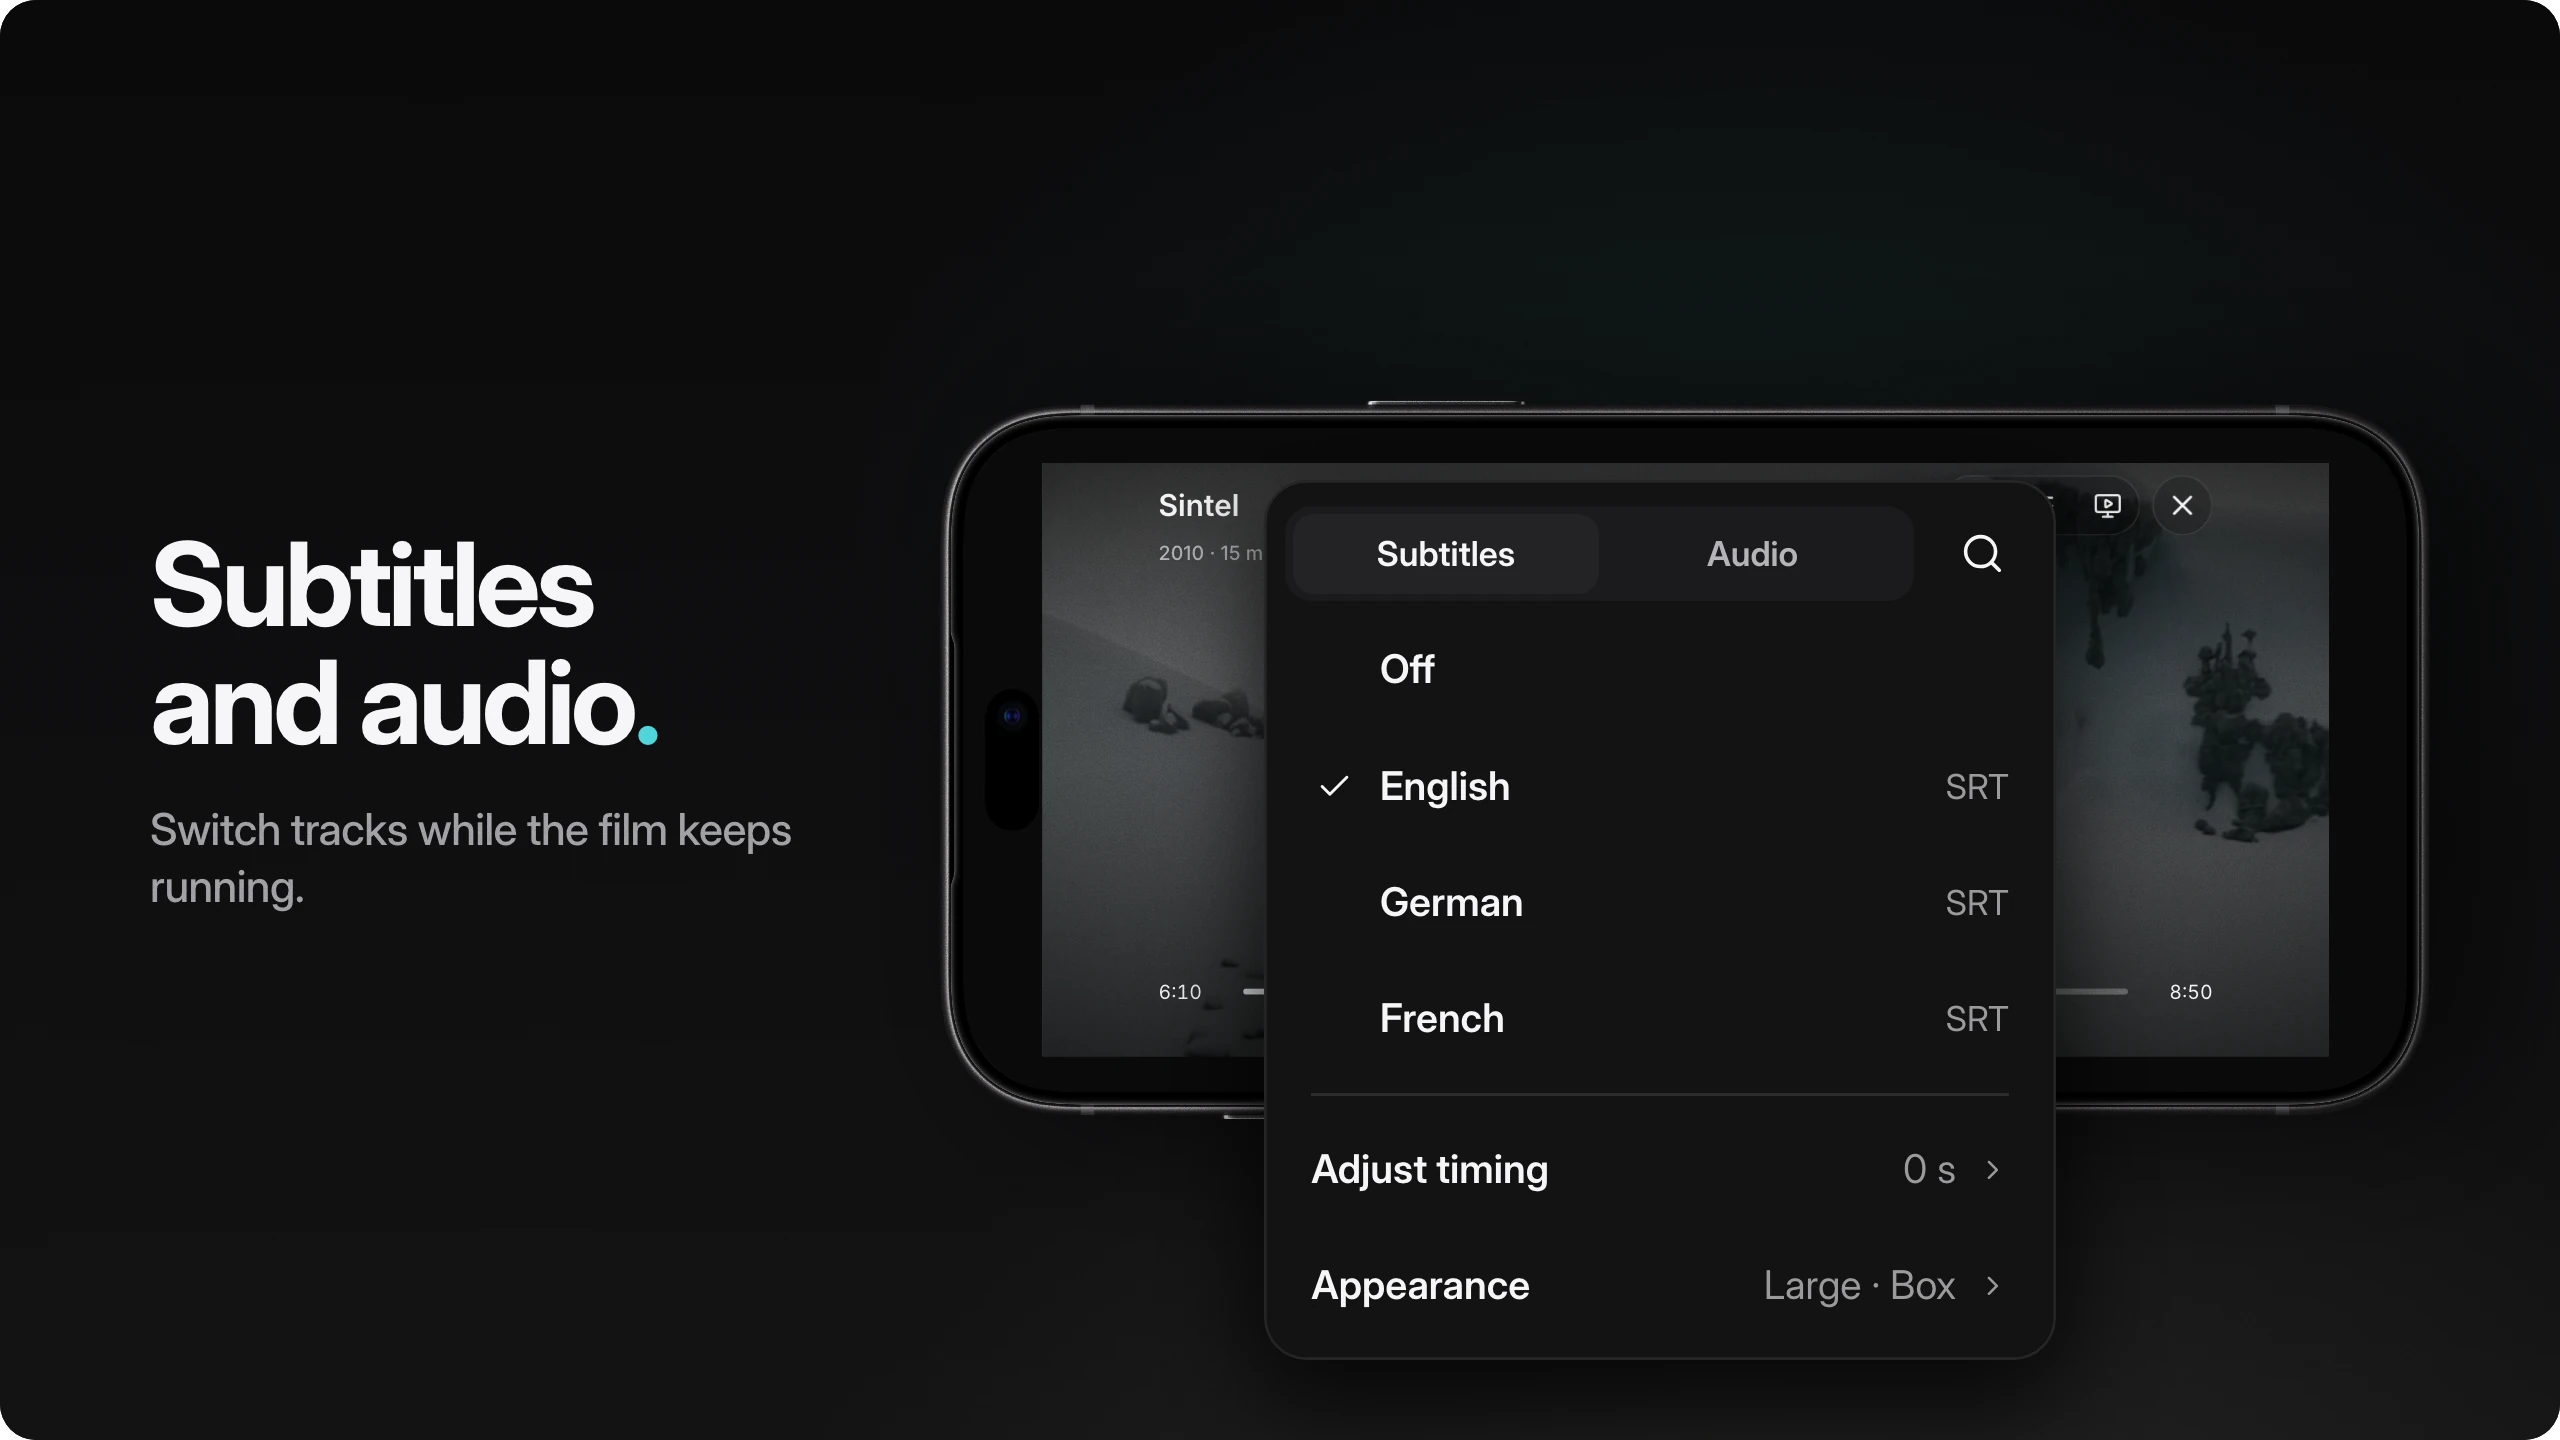 Subtitles
and audio.
Switch tracks while the film keeps
running.
Sintel
2010 · 15 m
Subtitles
Audio
Off
English SRT
German SRT
French SRT
Adjust timing 0 s
Appearance Large · Box
6:10
8:50